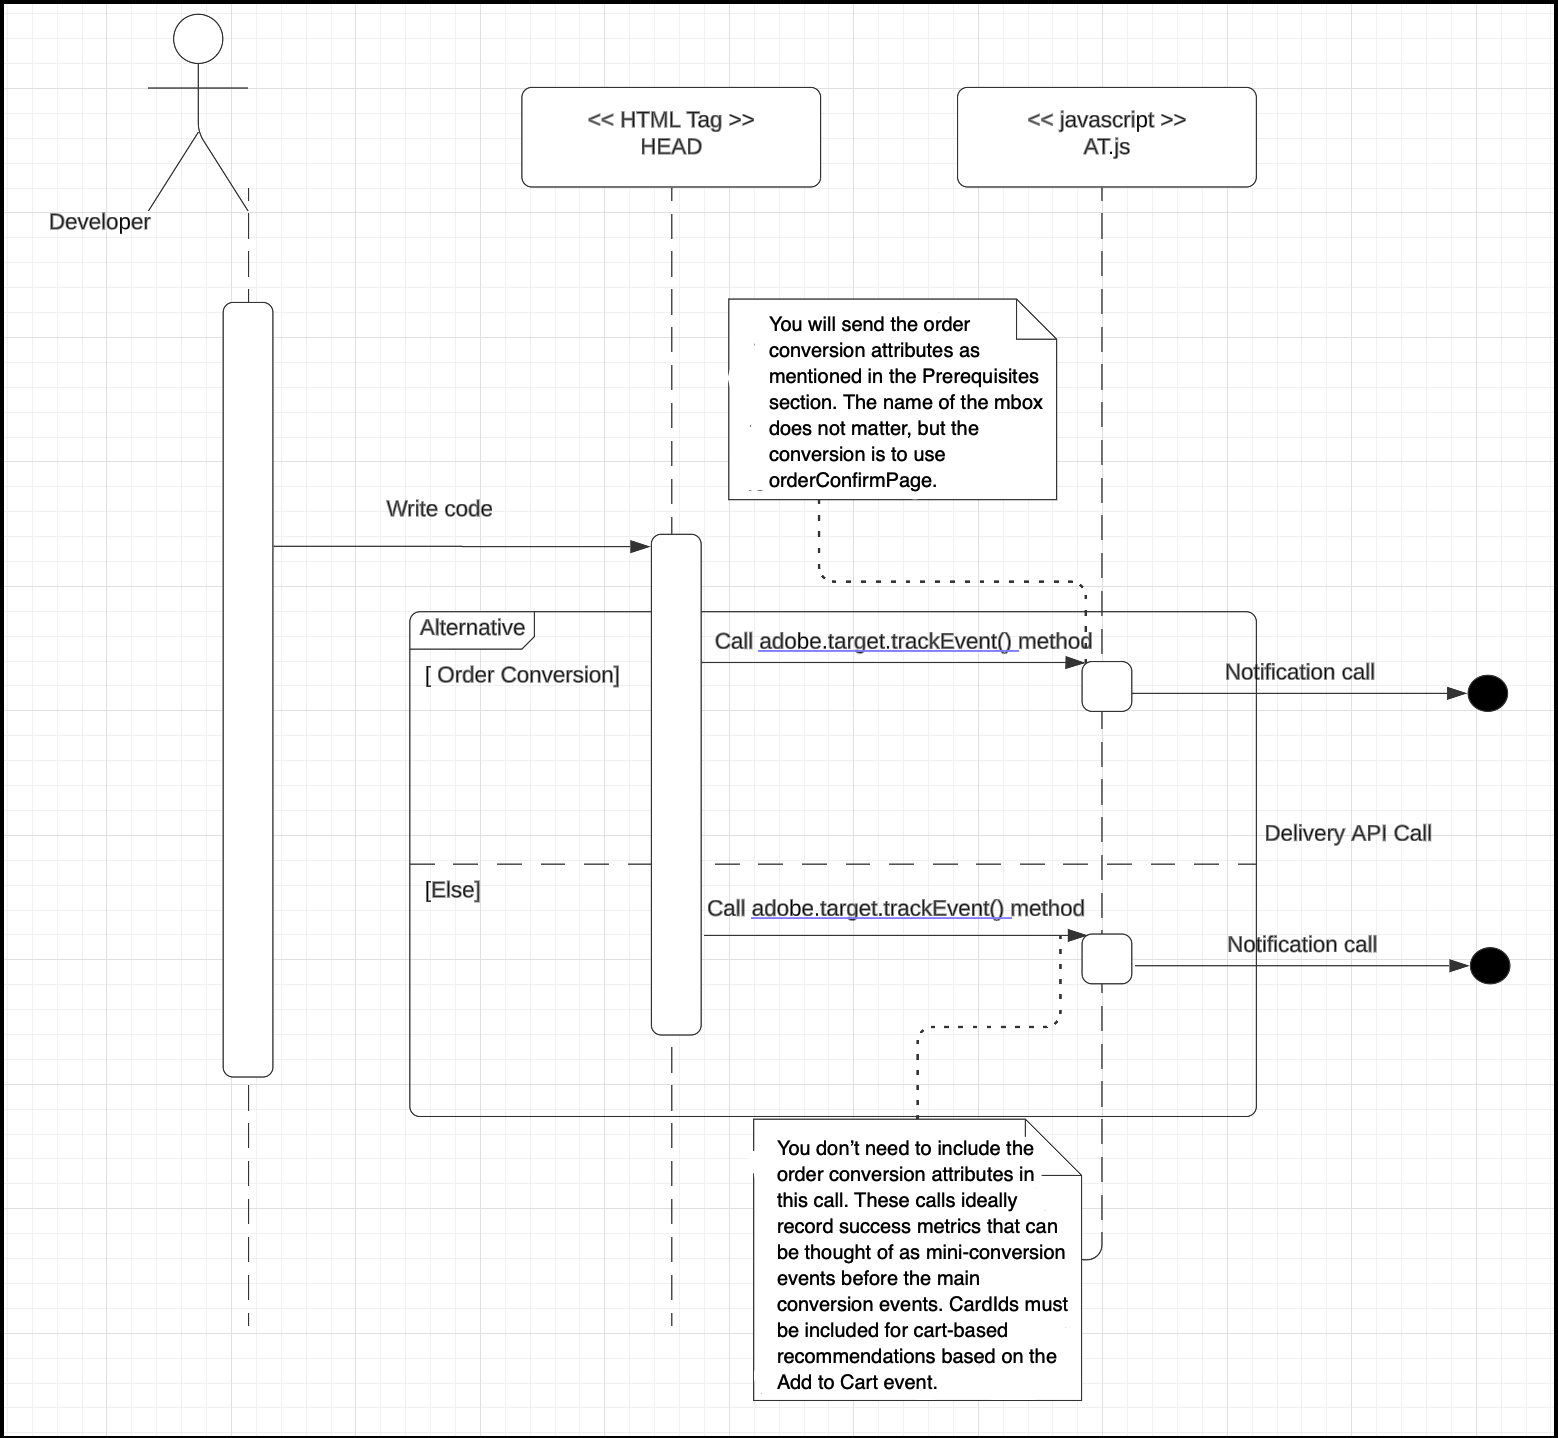 << HTML Tag >>
HEAD
<< javascript >>
AT.js
Developer
You will send the order
conversion attributes as
mentioned in the Prerequisites
section. The name of the mbox
does not matter, but the
conversion is to use
orderConfirmPage.
Write code
Alternative
[ Order Conversion]
Call adobe.target.trackEvent() method
Notification call
Delivery API Call
[Else]
Call adobe.target.trackEvent() method
Notification call
You don’t need to include the
order conversion attributes in
this call. These calls ideally
record success metrics that can
be thought of as mini-conversion
events before the main
conversion events. CardIds must
be included for cart-based
recommendations based on the
Add to Cart event.